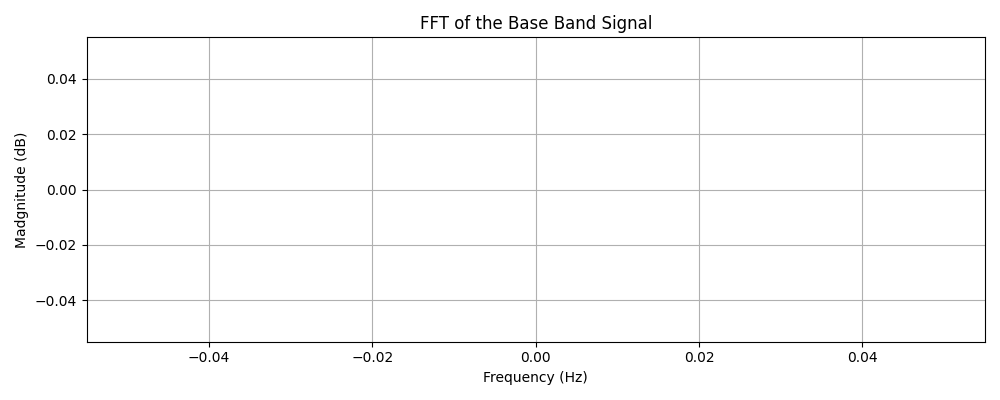 FFT of the Base Band Signal
Madgnitude (dB)
0.04
0.02
0.00
−0.02
−0.04
−0.04 −0.02 0.00 0.02 0.04
Frequency (Hz)